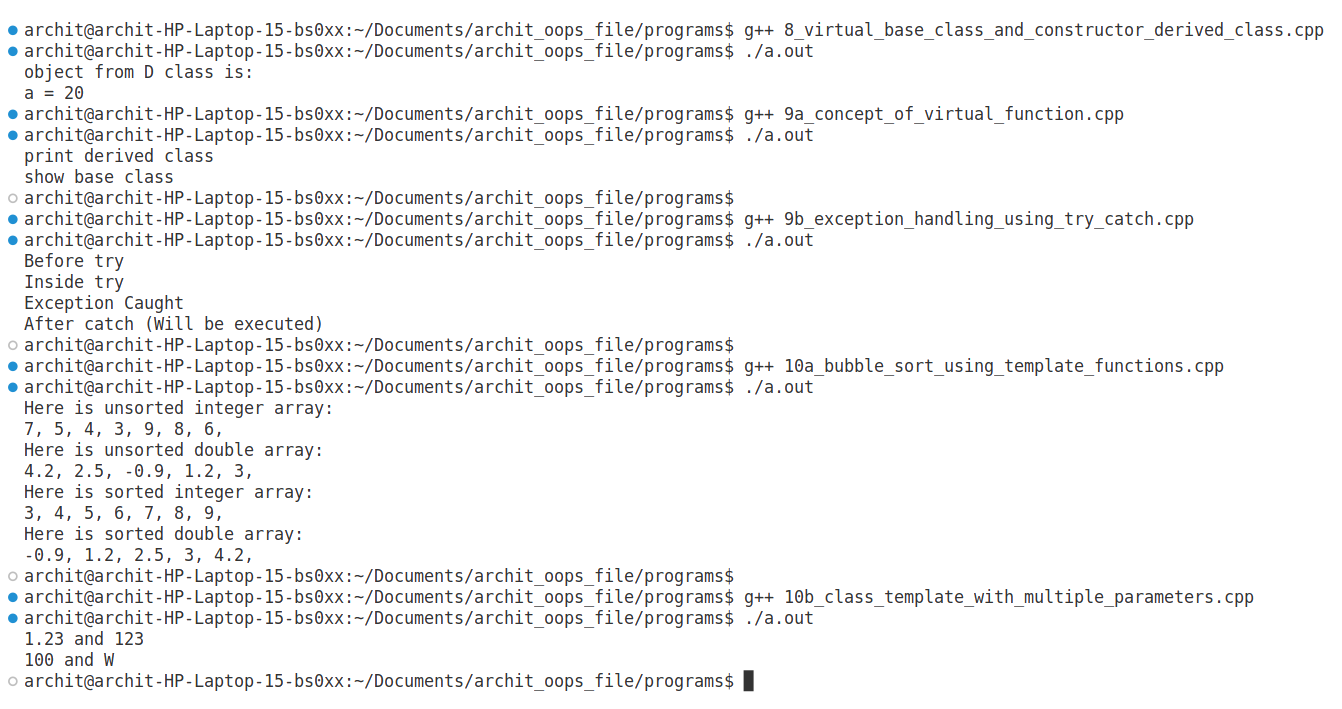 archit@archit-HP-Laptop-15-bs0xx:~/Documents/archit_oops_file/programs$ g++ 8_virtual_base_class_and_constructor_derived_class.cpp
archit@archit-HP-Laptop-15-bs0xx:~/Documents/archit_oops_file/programs$ ./a.out
object from D class is:
a = 20
archit@archit-HP-Laptop-15-bs0xx:~/Documents/archit_oops_file/programs$ g++ 9a_concept_of_virtual_function.cpp
archit@archit-HP-Laptop-15-bs0xx:~/Documents/archit_oops_file/programs$ ./a.out
print derived class
show base class
archit@archit-HP-Laptop-15-bs0xx:~/Documents/archit_oops_file/programs$
archit@archit-HP-Laptop-15-bs0xx:~/Documents/archit_oops_file/programs$ g++ 9b_exception_handling_using_try_catch.cpp
archit@archit-HP-Laptop-15-bs0xx:~/Documents/archit_oops_file/programs$ ./a.out
Before try
Inside try
Exception Caught
After catch (Will be executed)
archit@archit-HP-Laptop-15-bs0xx:~/Documents/archit_oops_file/programs$
archit@archit-HP-Laptop-15-bs0xx:~/Documents/archit_oops_file/programs$ g++ 10a_bubble_sort_using_template_functions.cpp
archit@archit-HP-Laptop-15-bs0xx:~/Documents/archit_oops_file/programs$ ./a.out
Here is unsorted integer array:
7, 5, 4, 3, 9, 8, 6,
Here is unsorted double array:
4.2, 2.5, -0.9, 1.2, 3,
Here is sorted integer array:
3, 4, 5, 6, 7, 8, 9,
Here is sorted double array:
-0.9, 1.2, 2.5, 3, 4.2,
archit@archit-HP-Laptop-15-bs0xx:~/Documents/archit_oops_file/programs$
archit@archit-HP-Laptop-15-bs0xx:~/Documents/archit_oops_file/programs$ g++ 10b_class_template_with_multiple_parameters.cpp
archit@archit-HP-Laptop-15-bs0xx:~/Documents/archit_oops_file/programs$ ./a.out
1.23 and 123
100 and W
archit@archit-HP-Laptop-15-bs0xx:~/Documents/archit_oops_file/programs$